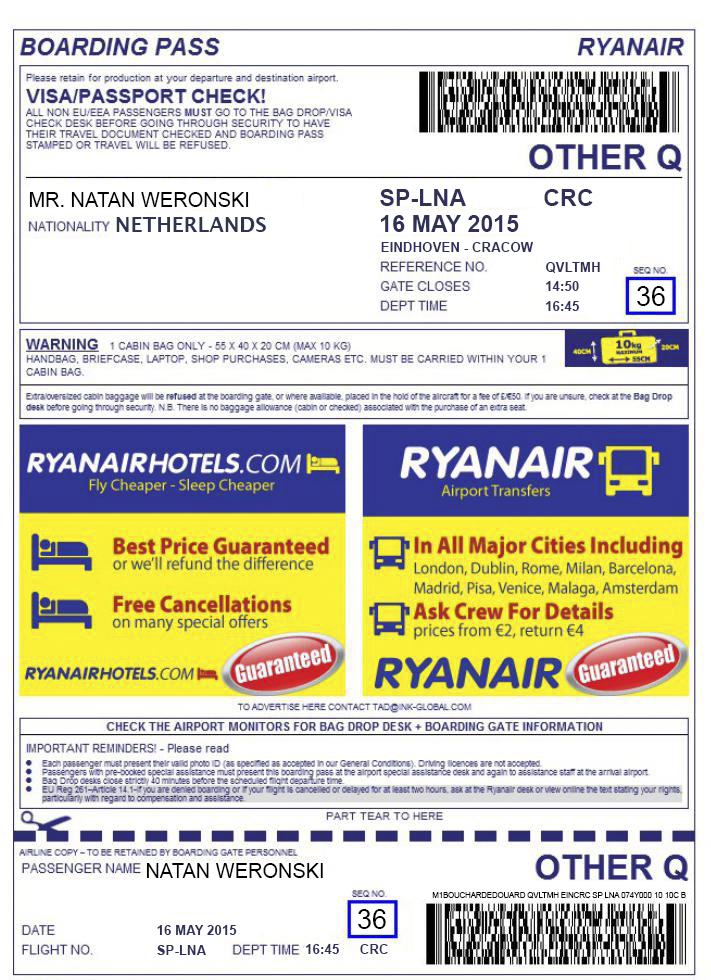 BOARDING PASS RYANAIR
Please retain for production at your departure and destination airport.
VISA/PASSPORT CHECK!
ALL NON EU/EEA PASSENGERS MUST GO TO THE BAG DROP/VISA
CHECK DESK BEFORE GOING THROUGH SECURITY TO HAVE
THEIR TRAVEL DOCUMENT CHECKED AND BOARDING PASS
STAMPED OR TRAVEL WILL BE REFUSED.
OTHER Q
MR. NATAN WERONSKI
NATIONALITY NETHERLANDS
SP-LNA CRC
16 MAY 2015
EINDHOVEN - CRACOW
REFERENCE NO. QVLTMH
GATE CLOSES 14:50
DEPT TIME 16:45
SEQ NO.
36
WARNING 1 CABIN BAG ONLY - 55 X 40 X 20 CM (MAX 10 KG)
HANDBAG, BRIEFCASE, LAPTOP, SHOP PURCHASES, CAMERAS ETC. MUST BE CARRIED WITHIN YOUR 1
CABIN BAG.
40CM 10kg MAXIMUM 20CM
55CM
Extra/oversized cabin baggage will be refused at the boarding gate, or where available, placed in the hold of the aircraft for a fee of £/€50. If you are unsure, check at the Bag Drop
desk before going through security. N.B. There is no baggage allowance (cabin or checked) associated with the purchase of an extra seat.
RYANAIRHOTELS.COM
Fly Cheaper - Sleep Cheaper
Best Price Guaranteed
or we'll refund the difference
Free Cancellations
on many special offers
RYANAIRHOTELS.COM Guaranteed
RYANAIR
Airport Transfers
In All Major Cities Including
London, Dublin, Rome, Milan, Barcelona,
Madrid, Pisa, Venice, Malaga, Amsterdam
Ask Crew For Details
prices from €2, return €4
RYANAIR Guaranteed
TO ADVERTISE HERE CONTACT TAD@INK-GLOBAL.COM
CHECK THE AIRPORT MONITORS FOR BAG DROP DESK + BOARDING GATE INFORMATION
IMPORTANT REMINDERS! - Please read
Each passenger must present their valid photo ID (as specified as accepted in our General Conditions). Driving licences are not accepted.
Passengers with pre-booked special assistance must present this boarding pass at the airport special assistance desk and again to assistance staff at the arrival airport.
Bag Drop desks close strictly 40 minutes before the scheduled flight departure time.
EU Reg 261–Article 14.1–if you are denied boarding or if your flight is cancelled or delayed for at least two hours, ask at the Ryanair desk or view online the text stating your rights,
particularly with regard to compensation and assistance.
PART TEAR TO HERE
AIRLINE COPY – TO BE RETAINED BY BOARDING GATE PERSONNEL
PASSENGER NAME NATAN WERONSKI
OTHER Q
SEQ NO.
36
M1BOUCHARDEDOUARD QVLTMH EINCRC SP LNA 074Y000 10 10C B
DATE 16 MAY 2015
FLIGHT NO. SP-LNA DEPT TIME 16:45 CRC